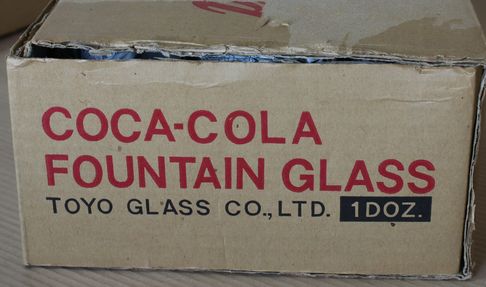 COCA-COLA
FOUNTAIN GLASS
TOYO GLASS CO., LTD. 1DOZ.